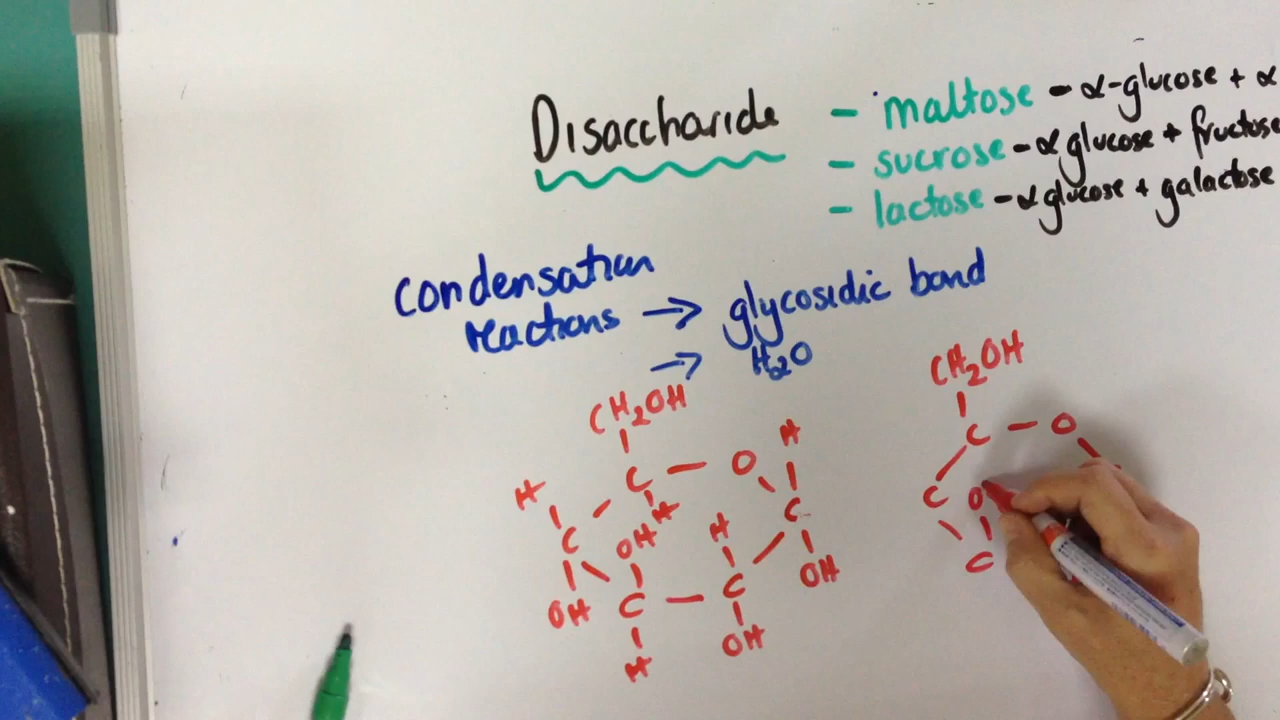 Disaccharide - maltose - α-glucose + α
- sucrose - α glucose + fructose
- lactose - α glucose + galactose
condensation
reactions → glycosidic bond
→ H₂O
CH₂OH
CH₂OH
H
C - O
C - O
H
C
H
C
C
O
C
OH
H
C
OH
C - C
OH
H
OH